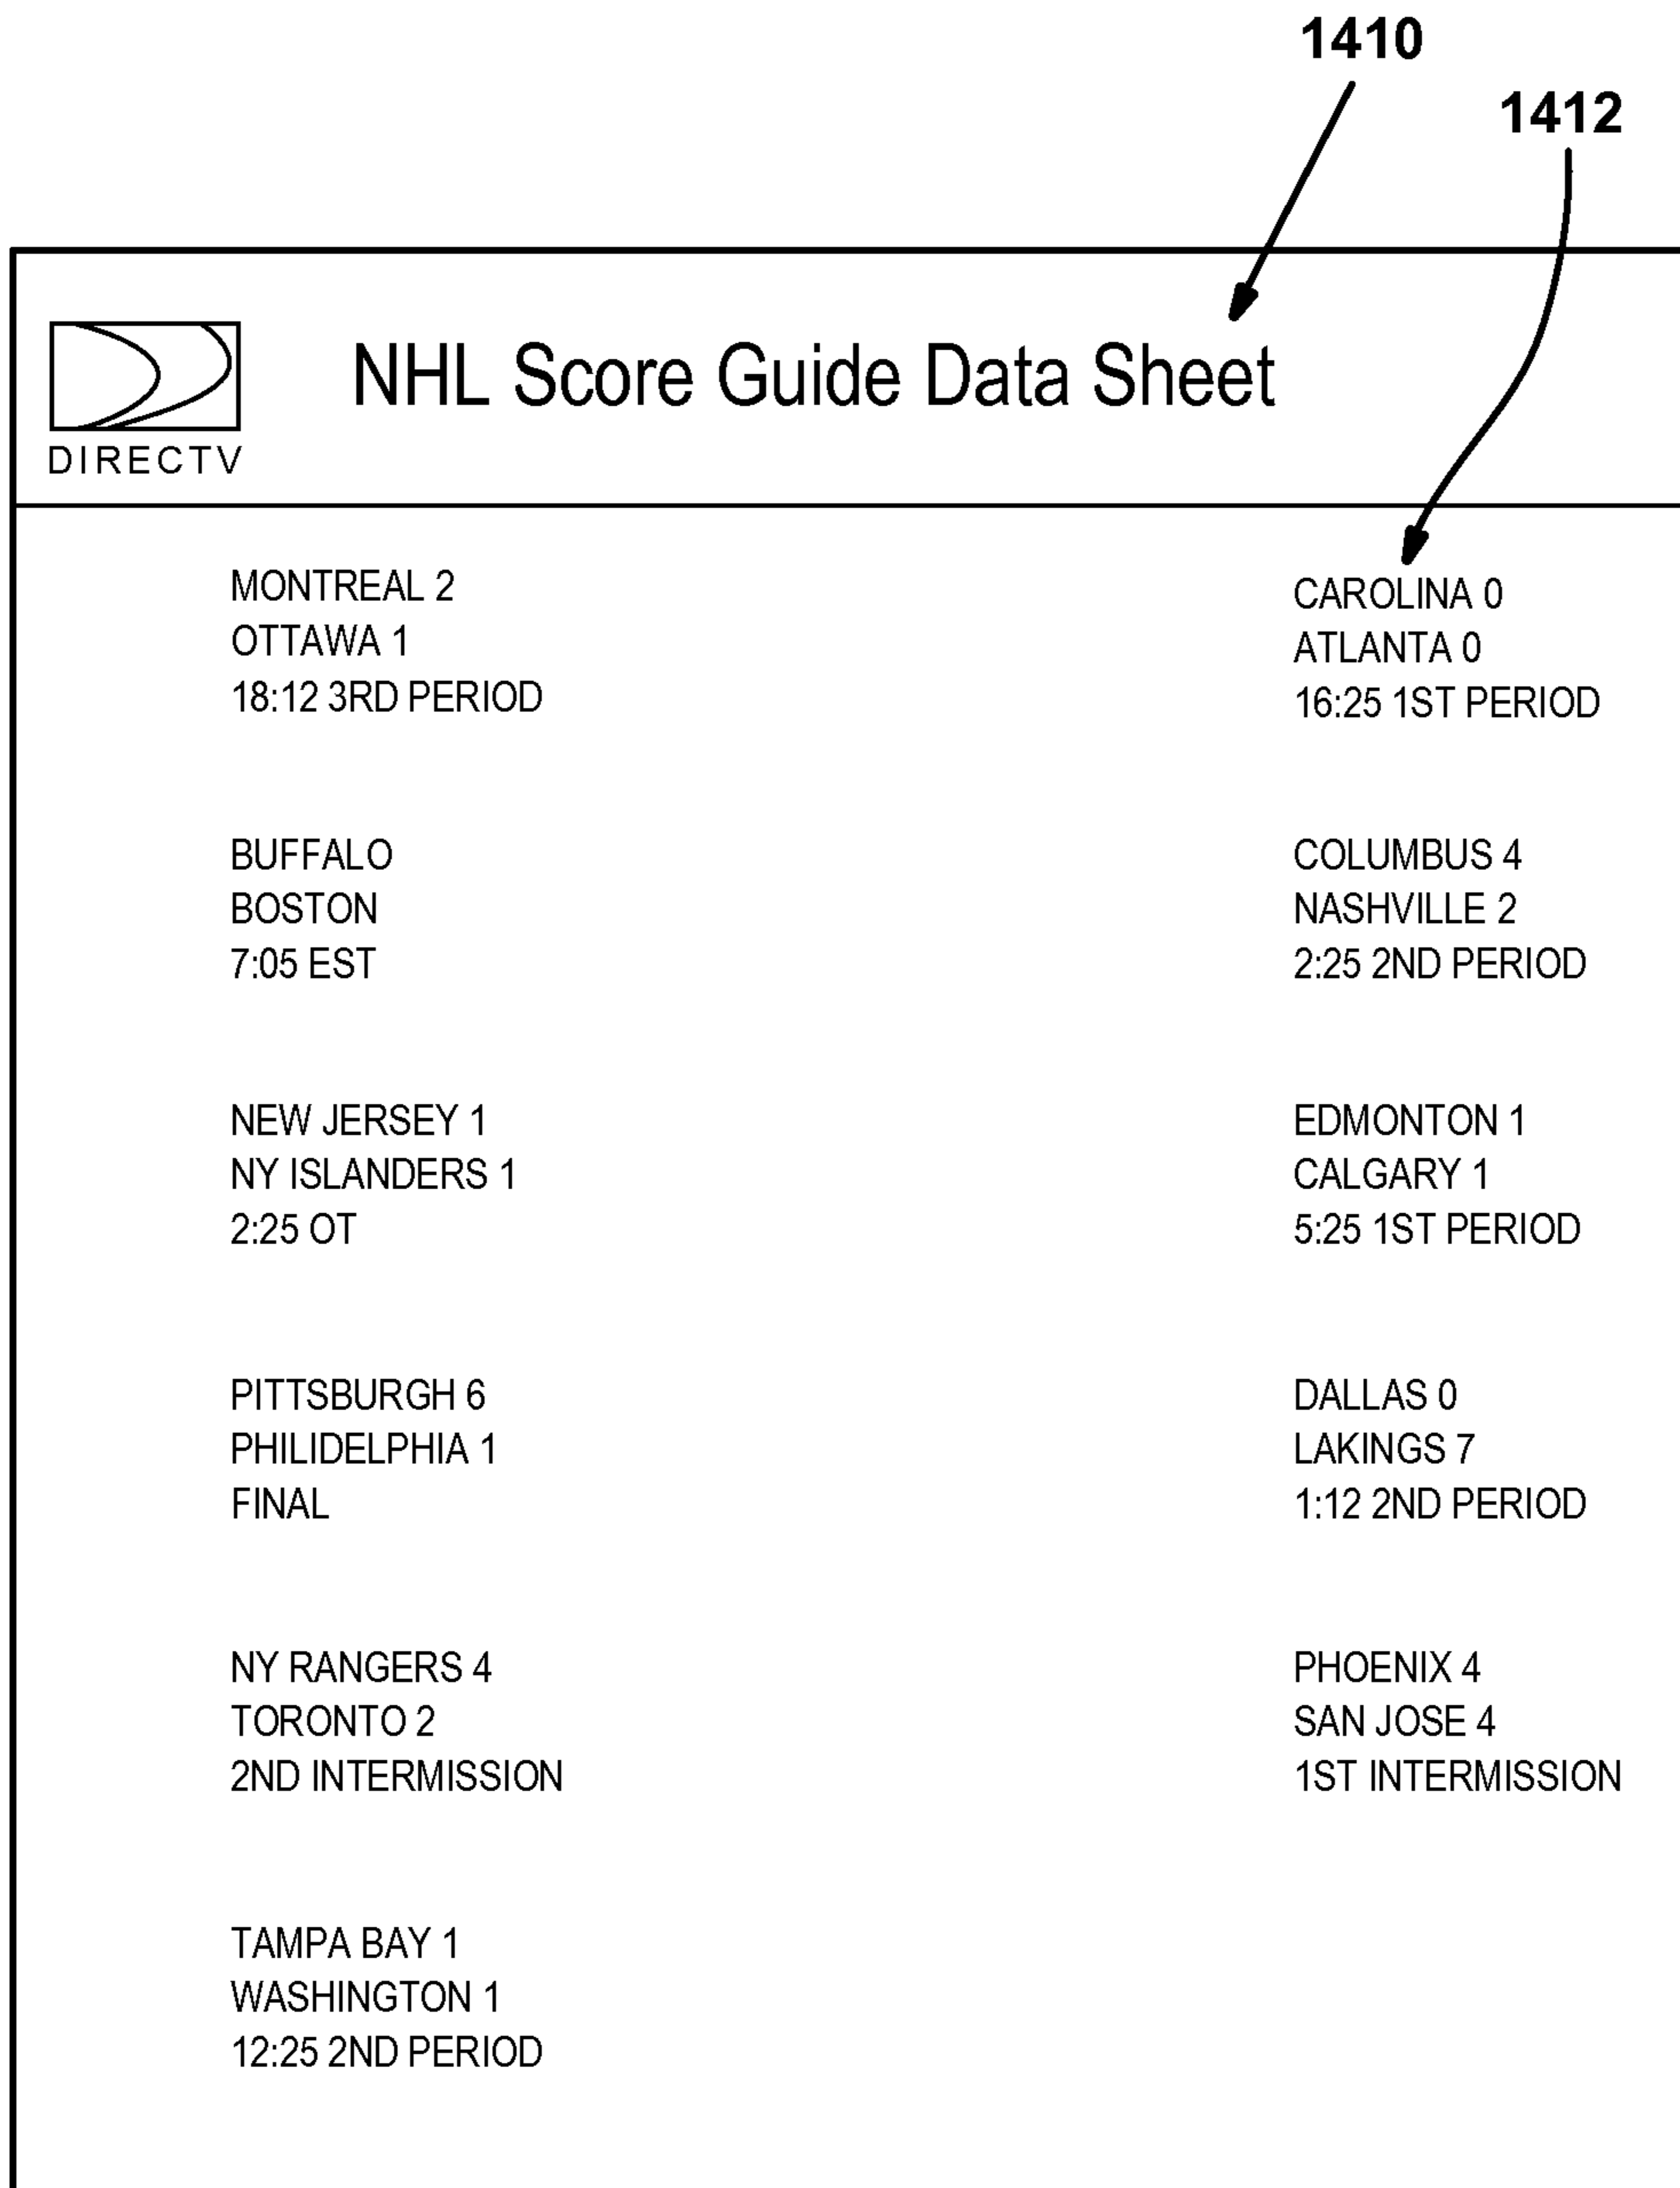 1410
1412
DIRECTV
NHL Score Guide Data Sheet
MONTREAL 2
OTTAWA 1
18:12 3RD PERIOD
BUFFALO
BOSTON
7:05 EST
NEW JERSEY 1
NY ISLANDERS 1
2:25 OT
PITTSBURGH 6
PHILIDELPHIA 1
FINAL
NY RANGERS 4
TORONTO 2
2ND INTERMISSION
TAMPA BAY 1
WASHINGTON 1
12:25 2ND PERIOD
CAROLINA 0
ATLANTA 0
16:25 1ST PERIOD
COLUMBUS 4
NASHVILLE 2
2:25 2ND PERIOD
EDMONTON 1
CALGARY 1
5:25 1ST PERIOD
DALLAS 0
LAKINGS 7
1:12 2ND PERIOD
PHOENIX 4
SAN JOSE 4
1ST INTERMISSION